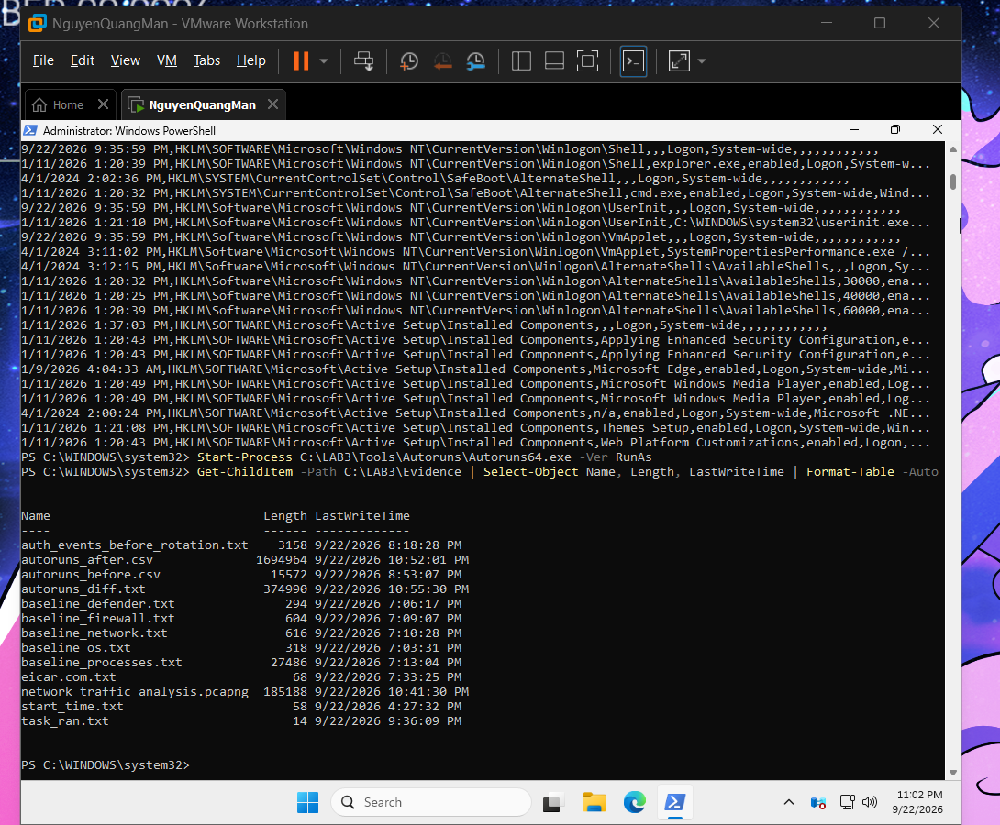 NguyenQuangMan - VMware Workstation
File Edit View VM Tabs Help
Home NguyenQuangMan
Administrator: Windows PowerShell
9/22/2026 9:35:59 PM,HKLM\SOFTWARE\Microsoft\Windows NT\CurrentVersion\Winlogon\Shell,,,Logon,System-wide,,,,,,,,,,,,
1/11/2026 1:20:39 PM,HKLM\SOFTWARE\Microsoft\Windows NT\CurrentVersion\Winlogon\Shell,explorer.exe,enabled,Logon,System-w...
4/1/2024 2:02:36 PM,HKLM\SYSTEM\CurrentControlSet\Control\SafeBoot\AlternateShell,,,Logon,System-wide,,,,,,,,,,,,
1/11/2026 1:20:32 PM,HKLM\SYSTEM\CurrentControlSet\Control\SafeBoot\AlternateShell,cmd.exe,enabled,Logon,System-wide,Wind...
9/22/2026 9:35:59 PM,HKLM\SOFTWARE\Microsoft\Windows NT\CurrentVersion\Winlogon\UserInit,,,Logon,System-wide,,,,,,,,,,,,
1/11/2026 1:21:10 PM,HKLM\SOFTWARE\Microsoft\Windows NT\CurrentVersion\Winlogon\UserInit,C:\WINDOWS\system32\userinit.exe...
9/22/2026 9:35:59 PM,HKLM\SOFTWARE\Microsoft\Windows NT\CurrentVersion\Winlogon\VmApplet,,,Logon,System-wide,,,,,,,,,,,,
4/1/2024 3:11:02 PM,HKLM\Software\Microsoft\Windows NT\CurrentVersion\Winlogon\VmApplet,SystemPropertiesPerformance.exe /...
4/1/2024 3:12:15 PM,HKLM\Software\Microsoft\Windows NT\CurrentVersion\Winlogon\AlternateShells\AvailableShells,,,Logon,Sy...
1/11/2026 1:20:32 PM,HKLM\Software\Microsoft\Windows NT\CurrentVersion\Winlogon\AlternateShells\AvailableShells,30000,ena...
1/11/2026 1:20:25 PM,HKLM\Software\Microsoft\Windows NT\CurrentVersion\Winlogon\AlternateShells\AvailableShells,40000,ena...
1/11/2026 1:20:39 PM,HKLM\Software\Microsoft\Windows NT\CurrentVersion\Winlogon\AlternateShells\AvailableShells,60000,ena...
1/11/2026 1:37:03 PM,HKLM\SOFTWARE\Microsoft\Active Setup\Installed Components,,,Logon,System-wide,,,,,,,,,,,,
1/11/2026 1:20:43 PM,HKLM\SOFTWARE\Microsoft\Active Setup\Installed Components,Applying Enhanced Security Configuration,e...
1/11/2026 1:20:43 PM,HKLM\SOFTWARE\Microsoft\Active Setup\Installed Components,Applying Enhanced Security Configuration,e...
1/9/2026 4:04:33 AM,HKLM\SOFTWARE\Microsoft\Active Setup\Installed Components,Microsoft Edge,enabled,Logon,System-wide,Mi...
1/11/2026 1:20:49 PM,HKLM\SOFTWARE\Microsoft\Active Setup\Installed Components,Microsoft Windows Media Player,enabled,Log...
1/11/2026 1:20:49 PM,HKLM\SOFTWARE\Microsoft\Active Setup\Installed Components,Microsoft Windows Media Player,enabled,Log...
4/1/2024 2:00:24 PM,HKLM\SOFTWARE\Microsoft\Active Setup\Installed Components,n/a,enabled,Logon,System-wide,Microsoft .NE...
1/11/2026 1:21:08 PM,HKLM\SOFTWARE\Microsoft\Active Setup\Installed Components,Themes Setup,enabled,Logon,System-wide,Win...
1/11/2026 1:20:43 PM,HKLM\SOFTWARE\Microsoft\Active Setup\Installed Components,Web Platform Customizations,enabled,Logon,...
PS C:\WINDOWS\system32> Start-Process C:\LAB3\Tools\Autoruns\Autoruns64.exe -Ver RunAs
PS C:\WINDOWS\system32> Get-ChildItem -Path C:\LAB3\Evidence | Select-Object Name, Length, LastWriteTime | Format-Table -Auto
Name Length LastWriteTime
---- ------ -------------
auth_events_before_rotation.txt 3158 9/22/2026 8:18:28 PM
autoruns_after.csv 1694964 9/22/2026 10:52:01 PM
autoruns_before.csv 15572 9/22/2026 8:53:07 PM
autoruns_diff.txt 374990 9/22/2026 10:55:30 PM
baseline_defender.txt 294 9/22/2026 7:06:17 PM
baseline_firewall.txt 604 9/22/2026 7:09:07 PM
baseline_network.txt 616 9/22/2026 7:10:28 PM
baseline_os.txt 318 9/22/2026 7:03:31 PM
baseline_processes.txt 27486 9/22/2026 7:13:04 PM
eicar.com.txt 68 9/22/2026 7:33:25 PM
network_traffic_analysis.pcapng 185188 9/22/2026 10:41:30 PM
start_time.txt 58 9/22/2026 4:27:32 PM
task_ran.txt 14 9/22/2026 9:36:09 PM
PS C:\WINDOWS\system32>
Search
11:02 PM
9/22/2026